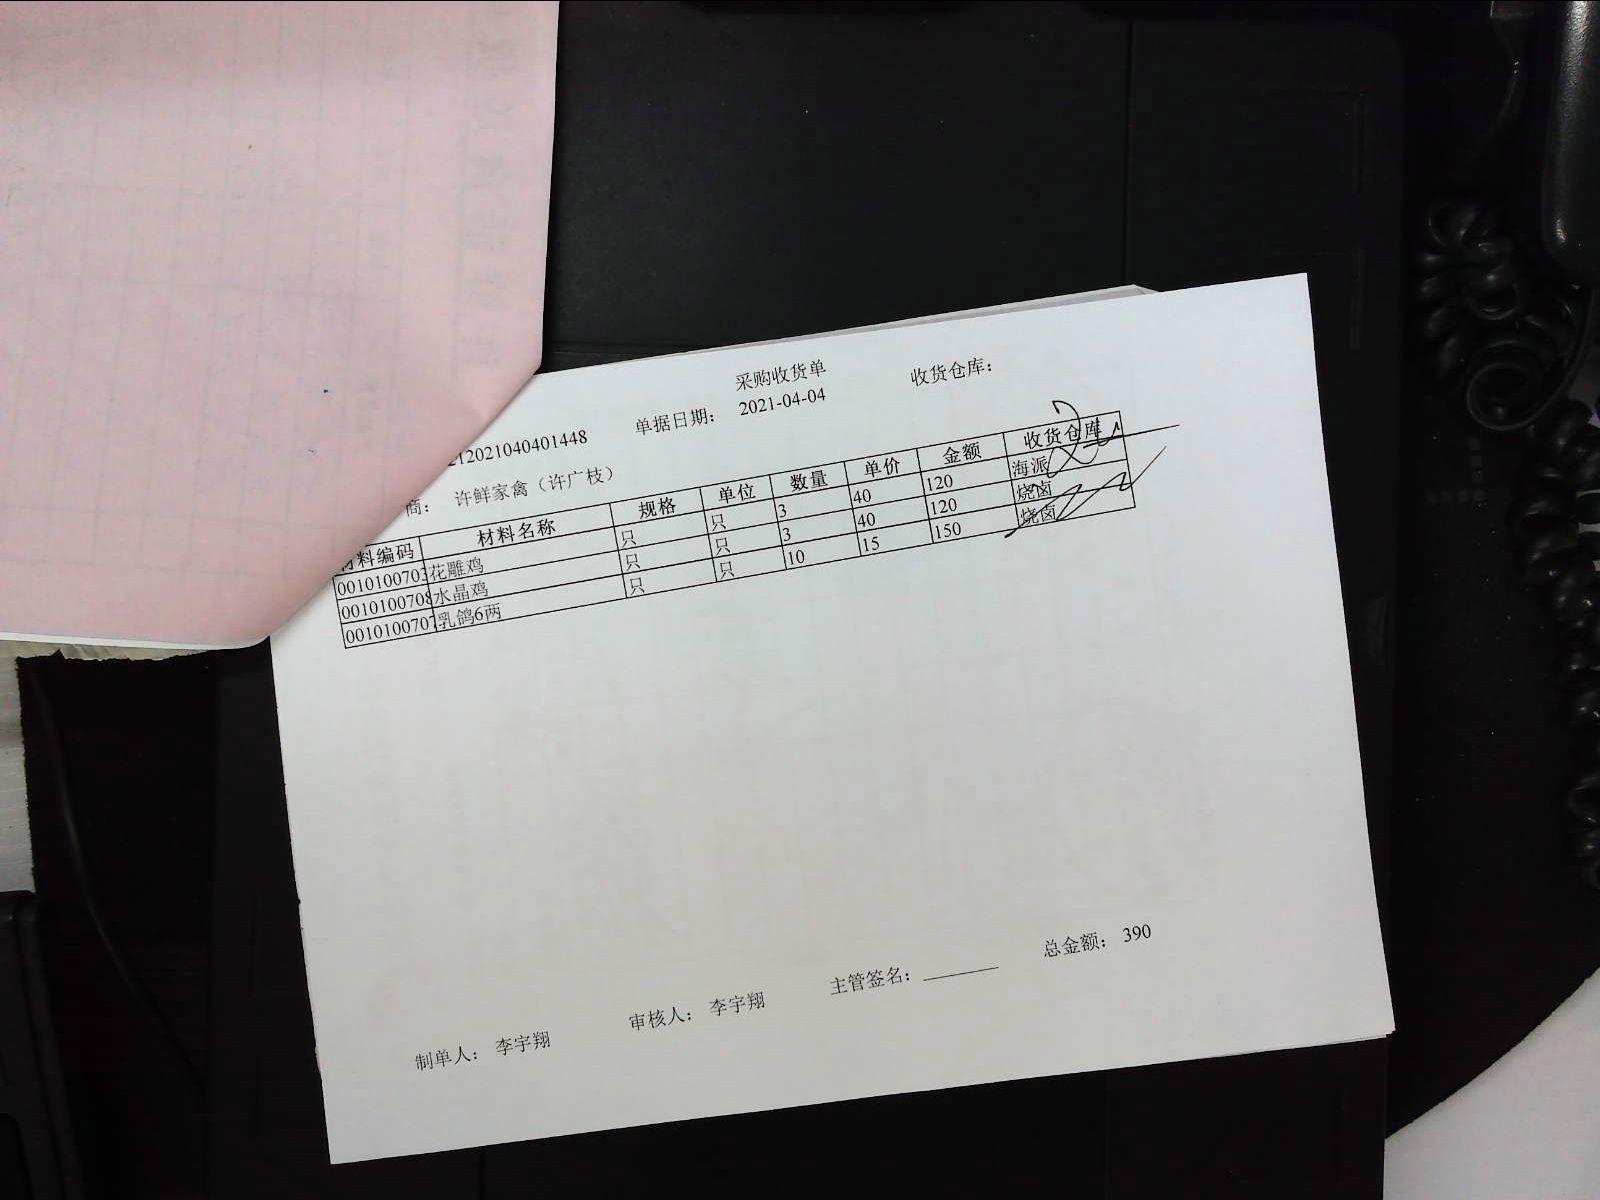 采购收货单
收货仓库：
212021040401448 单据日期： 2021-04-04
商： 许鲜家禽（许广枝）
材料编码 材料名称 规格 单位 数量 单价 金额 收货仓库
0010100703 花雕鸡 只 只 3 40 120 海派
0010100708 水晶鸡 只 只 3 40 120 烧卤
0010100707 乳鸽6两 只 只 10 15 150 烧卤
总金额： 390
制单人： 李宇翔 审核人： 李宇翔 主管签名：